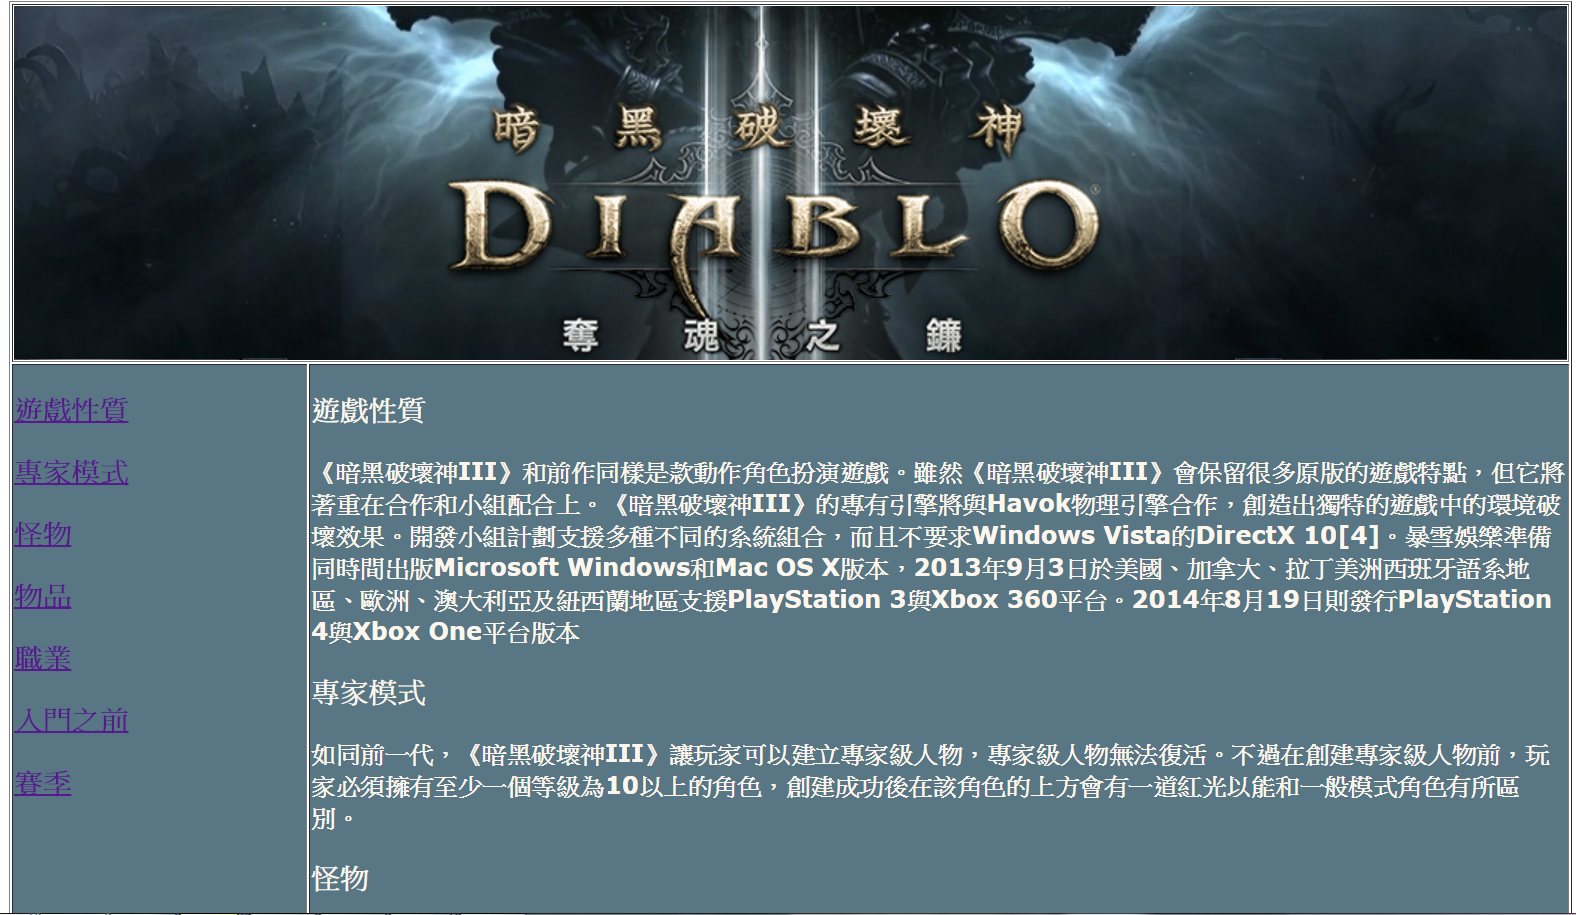 暗黑破壞神
DIABLO®
奪魂之鐮
遊戲性質
專家模式
怪物
物品
職業
入門之前
賽季
遊戲性質
《暗黑破壞神III》和前作同樣是款動作角色扮演遊戲。雖然《暗黑破壞神III》會保留很多原版的遊戲特點，但它將
著重在合作和小組配合上。《暗黑破壞神III》的專有引擎將與Havok物理引擎合作，創造出獨特的遊戲中的環境破
壞效果。開發小組計劃支援多種不同的系統組合，而且不要求Windows Vista的DirectX 10[4]。暴雪娛樂準備
同時間出版Microsoft Windows和Mac OS X版本，2013年9月3日於美國、加拿大、拉丁美洲西班牙語系地
區、歐洲、澳大利亞及紐西蘭地區支援PlayStation 3與Xbox 360平台。2014年8月19日則發行PlayStation
4與Xbox One平台版本
專家模式
如同前一代，《暗黑破壞神III》讓玩家可以建立專家級人物，專家級人物無法復活。不過在創建專家級人物前，玩
家必須擁有至少一個等級為10以上的角色，創建成功後在該角色的上方會有一道紅光以能和一般模式角色有所區
別。
怪物